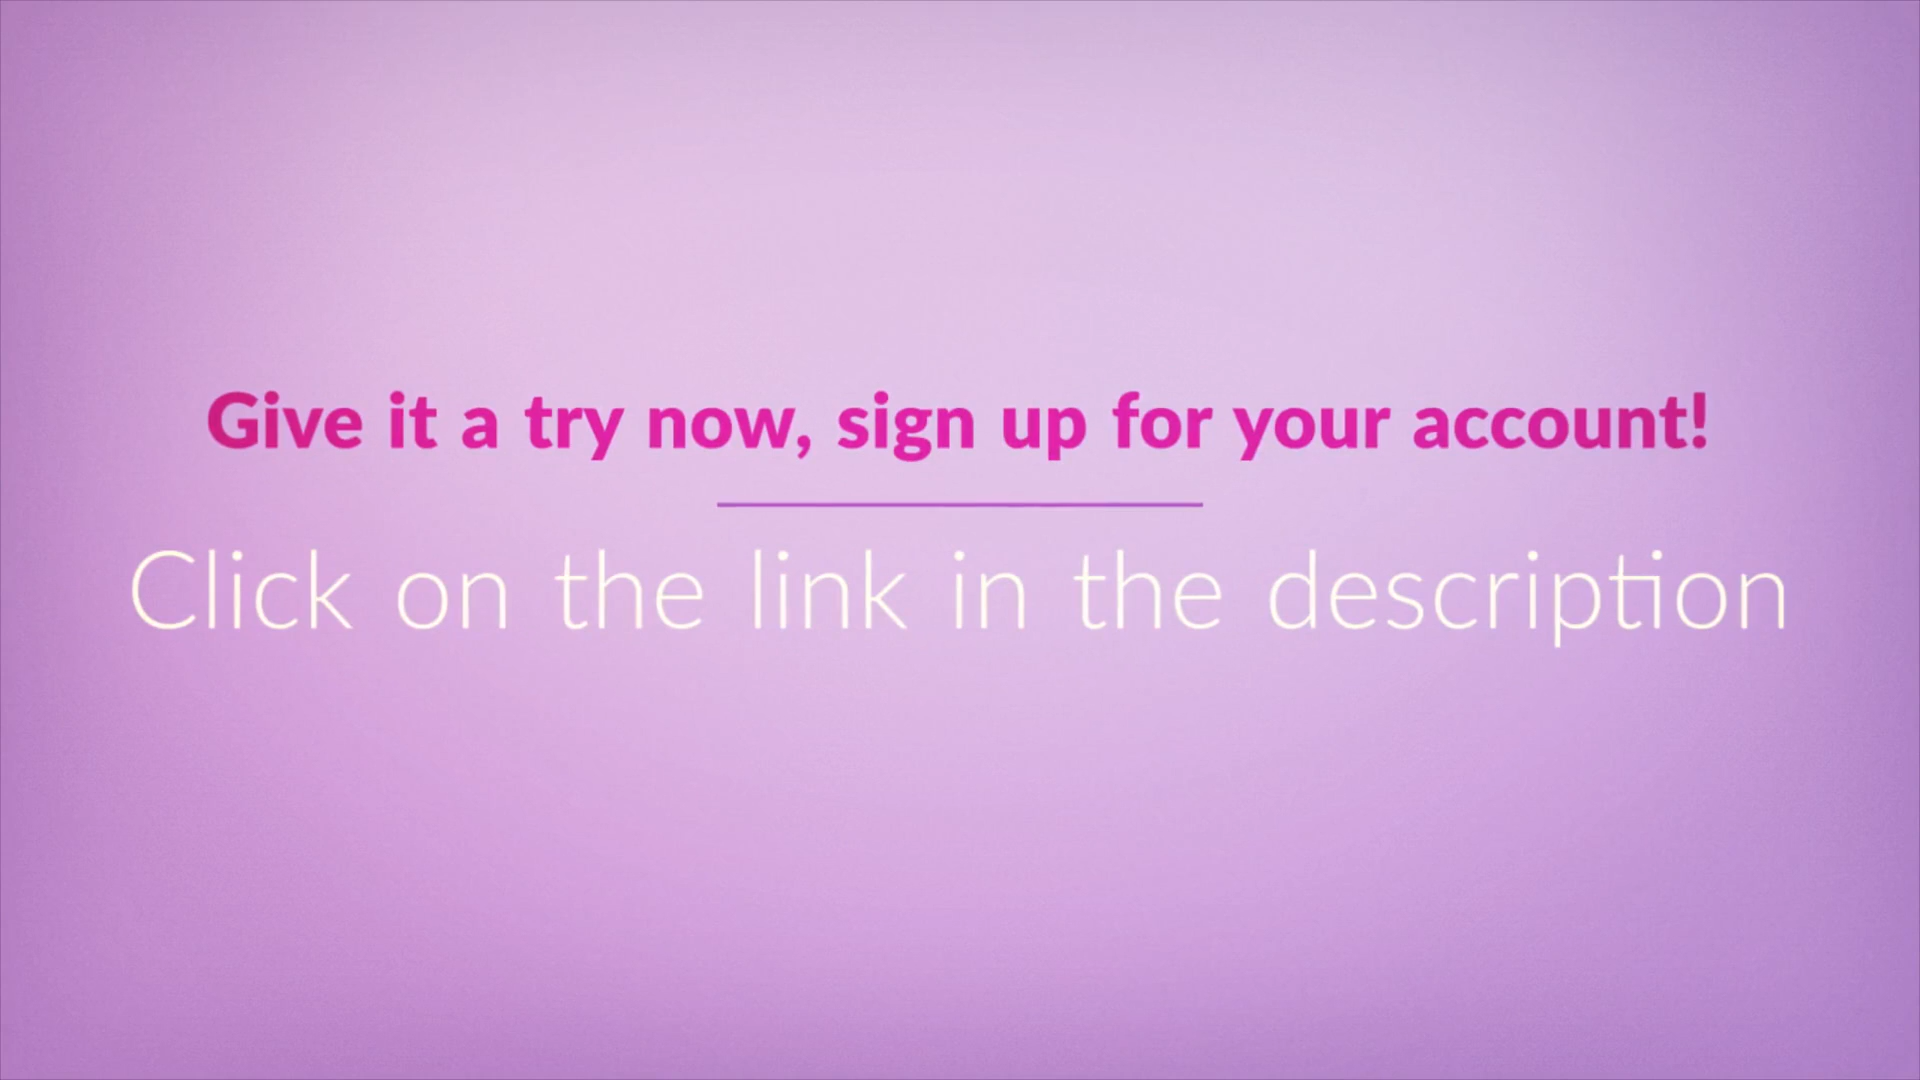 Give it a try now, sign up for your account!
Click on the link in the description